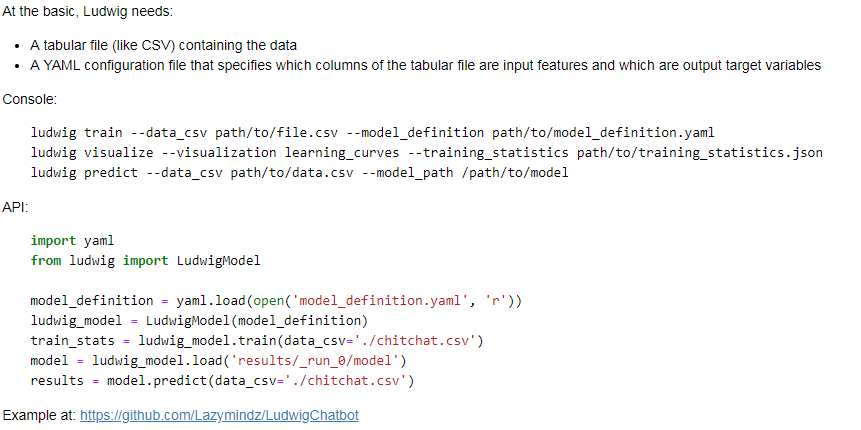 At the basic, Ludwig needs:
• A tabular file (like CSV) containing the data
• A YAML configuration file that specifies which columns of the tabular file are input features and which are output target variables
Console:
ludwig train --data_csv path/to/file.csv --model_definition path/to/model_definition.yaml
ludwig visualize --visualization learning_curves --training_statistics path/to/training_statistics.json
ludwig predict --data_csv path/to/data.csv --model_path /path/to/model
API:
import yaml
from ludwig import LudwigModel
model_definition = yaml.load(open('model_definition.yaml', 'r'))
ludwig_model = LudwigModel(model_definition)
train_stats = ludwig_model.train(data_csv='./chitchat.csv')
model = ludwig_model.load('results/_run_0/model')
results = model.predict(data_csv='./chitchat.csv')
Example at: https://github.com/Lazymindz/LudwigChatbot